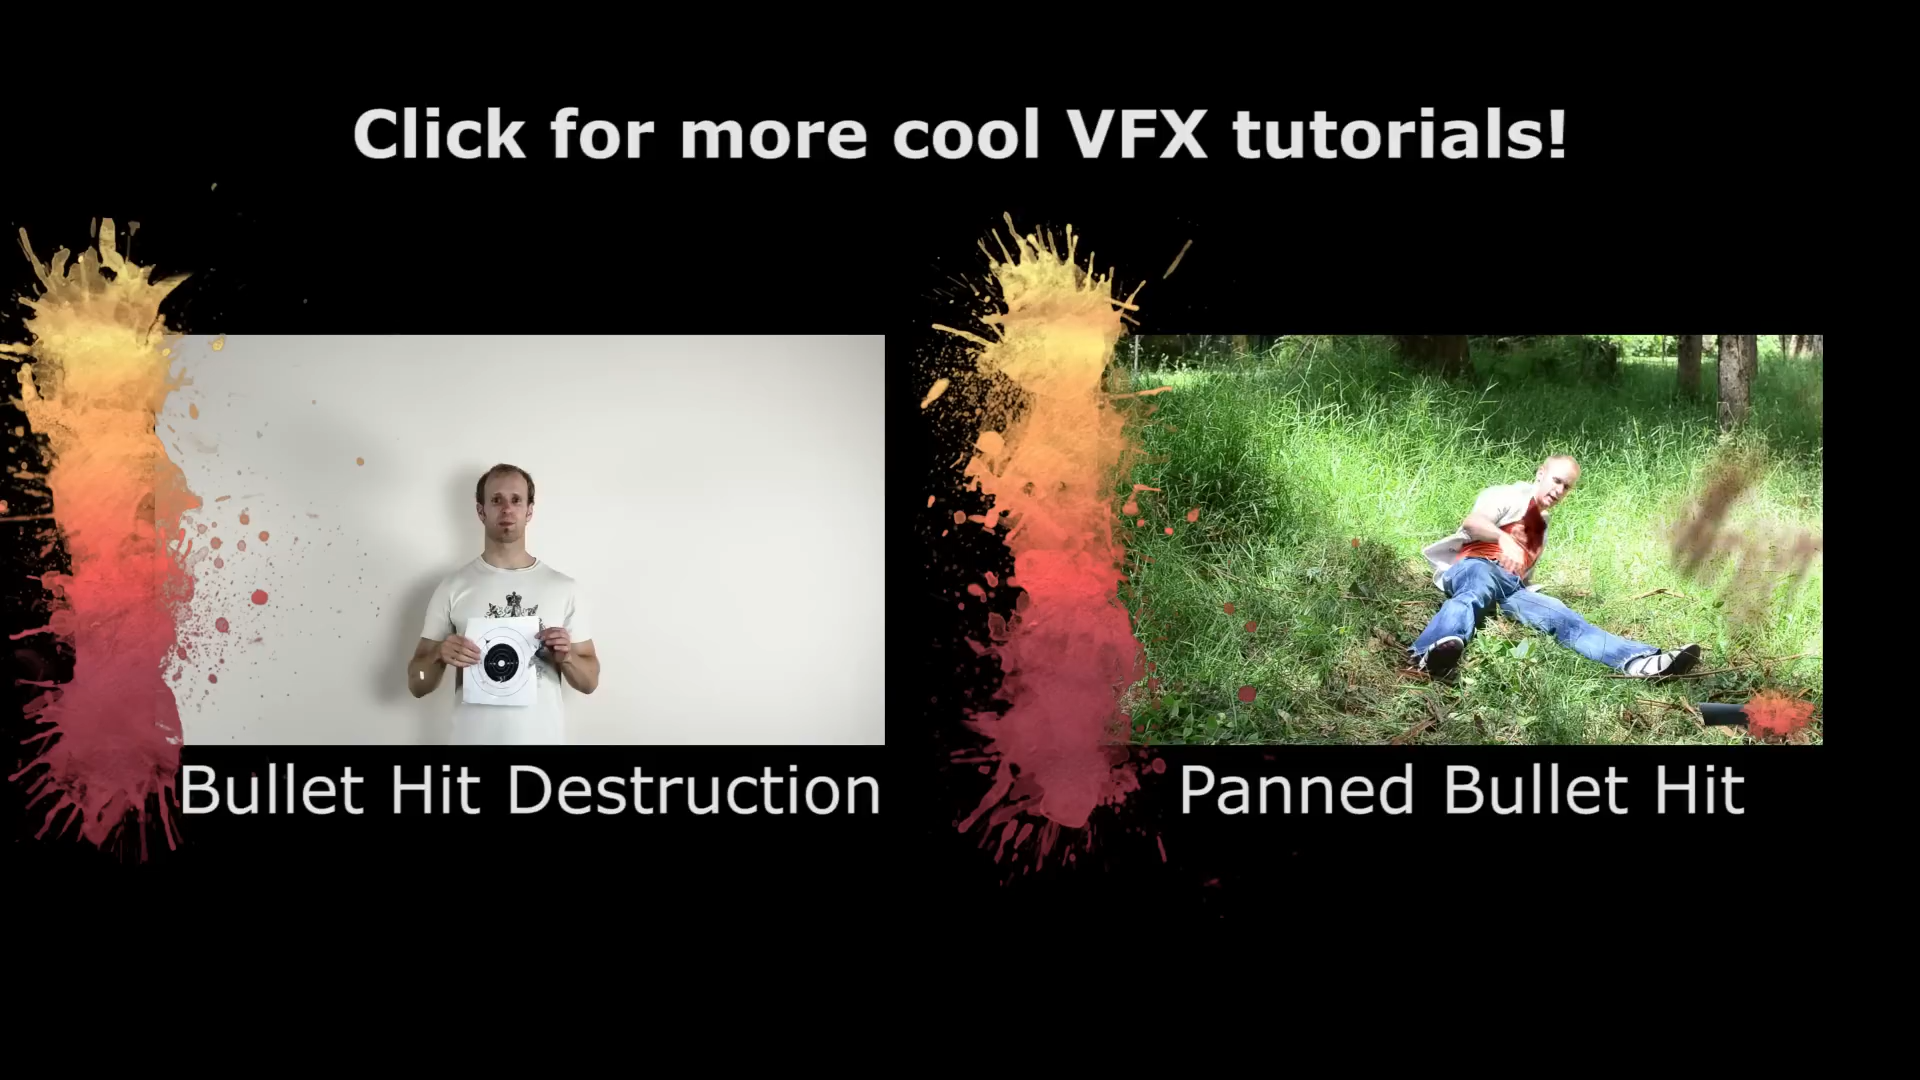 Click for more cool VFX tutorials!
Bullet Hit Destruction
Panned Bullet Hit